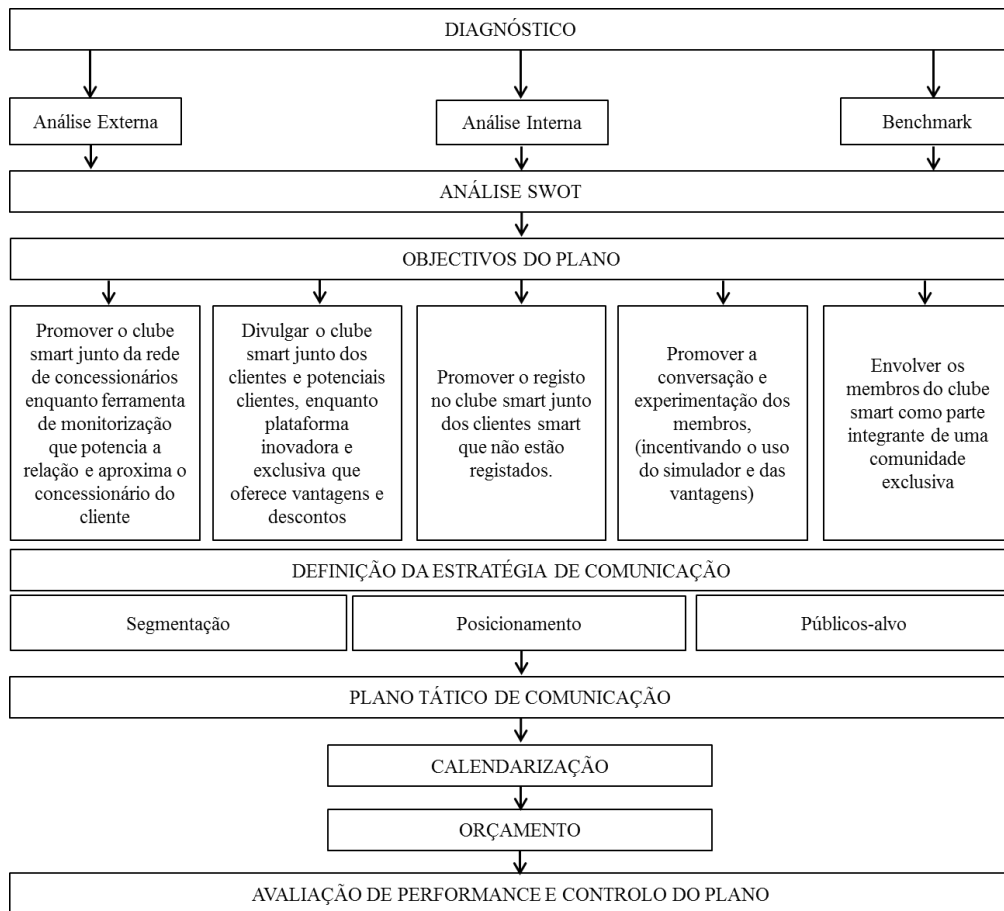 DIAGNÓSTICO
Análise Externa
Análise Interna
Benchmark
ANÁLISE SWOT
OBJECTIVOS DO PLANO
Promover o clube
smart junto da rede
de concessionários
enquanto ferramenta
de monitorização
que potencia a
relação e aproxima o
concessionário do
cliente
Divulgar o clube
smart junto dos
clientes e potenciais
clientes, enquanto
plataforma
inovadora e
exclusiva que
oferece vantagens e
descontos
Promover o registo
no clube smart junto
dos clientes smart
que não estão
registados.
Promover a
conversação e
experimentação dos
membros,
(incentivando o uso
do simulador e das
vantagens)
Envolver os
membros do clube
smart como parte
integrante de uma
comunidade
exclusiva
DEFINIÇÃO DA ESTRATÉGIA DE COMUNICAÇÃO
Segmentação
Posicionamento
Públicos-alvo
PLANO TÁTICO DE COMUNICAÇÃO
CALENDARIZAÇÃO
ORÇAMENTO
AVALIAÇÃO DE PERFORMANCE E CONTROLO DO PLANO